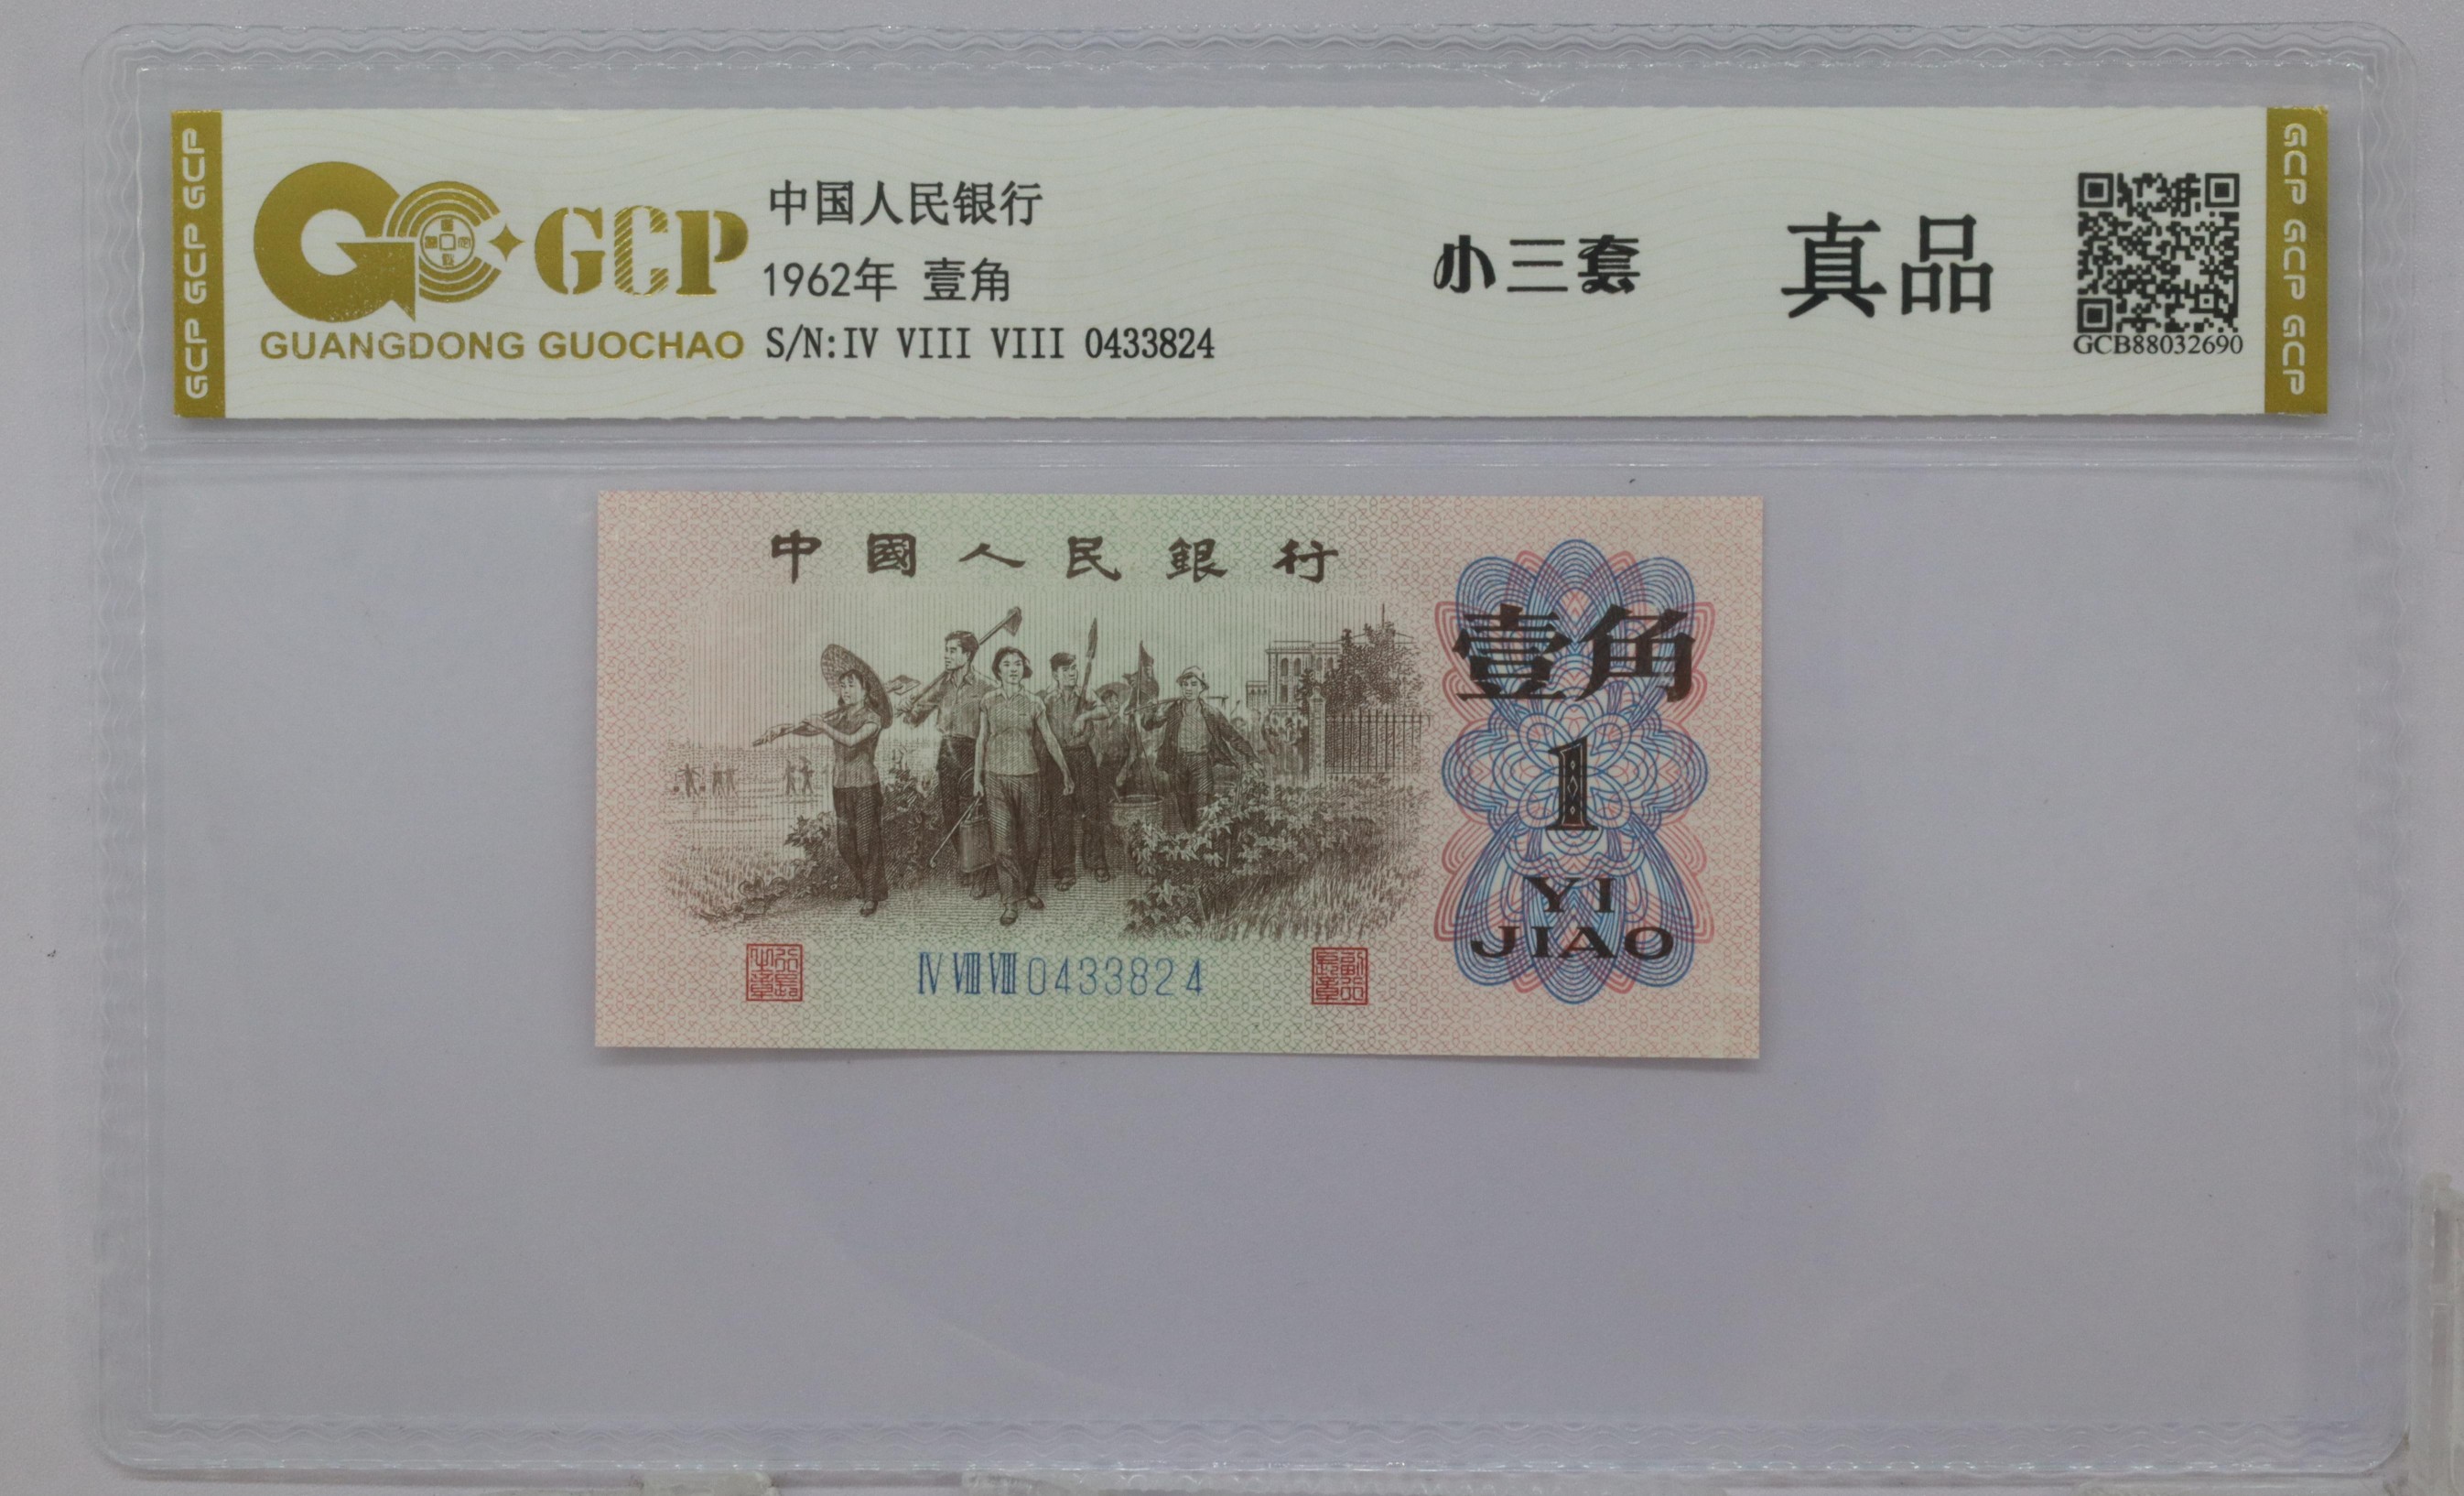 GCP GCP GCP
GCP
GUANGDONG GUOCHAO
中国人民银行
1962年 壹角
S/N:IV VIII VIII 0433824
小三套
真品
GCB88032690
GCP GCP GCP
中國人民銀行
壹角
1
YI
JIAO
IV VIII VIII 0433824